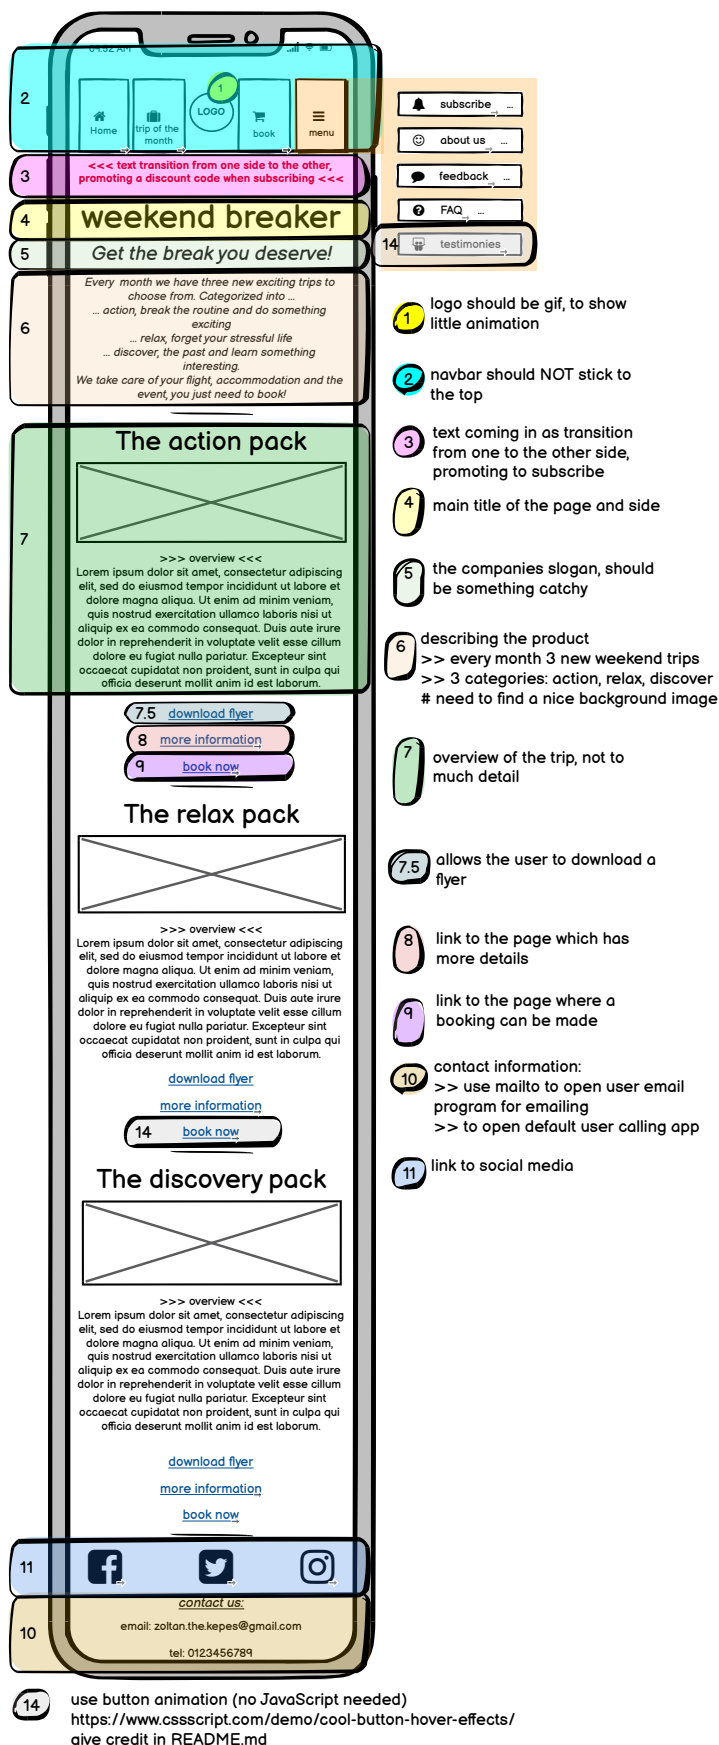 09:52 AM
2
1
LOGO
Home
trip of the
month
book
menu
subscribe ...
about us ...
feedback ...
FAQ ...
14 testimonies
3
<<< text transition from one side to the other,
promoting a discount code when subscribing <<<
4
weekend breaker
5
Get the break you deserve!
6
Every month we have three new exciting trips to
choose from. Categorized into ...
... action, break the routine and do something
exciting
... relax, forget your stressful life
... discover, the past and learn something
interesting.
We take care of your flight, accommodation and the
event, you just need to book!
7
The action pack
>>> overview <<<
Lorem ipsum dolor sit amet, consectetur adipiscing
elit, sed do eiusmod tempor incididunt ut labore et
dolore magna aliqua. Ut enim ad minim veniam,
quis nostrud exercitation ullamco laboris nisi ut
aliquip ex ea commodo consequat. Duis aute irure
dolor in reprehenderit in voluptate velit esse cillum
dolore eu fugiat nulla pariatur. Excepteur sint
occaecat cupidatat non proident, sunt in culpa qui
officia deserunt mollit anim id est laborum.
7.5 download flyer
8 more information
9 book now
The relax pack
>>> overview <<<
Lorem ipsum dolor sit amet, consectetur adipiscing
elit, sed do eiusmod tempor incididunt ut labore et
dolore magna aliqua. Ut enim ad minim veniam,
quis nostrud exercitation ullamco laboris nisi ut
aliquip ex ea commodo consequat. Duis aute irure
dolor in reprehenderit in voluptate velit esse cillum
dolore eu fugiat nulla pariatur. Excepteur sint
occaecat cupidatat non proident, sunt in culpa qui
officia deserunt mollit anim id est laborum.
download flyer
more information
14 book now
The discovery pack
>>> overview <<<
Lorem ipsum dolor sit amet, consectetur adipiscing
elit, sed do eiusmod tempor incididunt ut labore et
dolore magna aliqua. Ut enim ad minim veniam,
quis nostrud exercitation ullamco laboris nisi ut
aliquip ex ea commodo consequat. Duis aute irure
dolor in reprehenderit in voluptate velit esse cillum
dolore eu fugiat nulla pariatur. Excepteur sint
occaecat cupidatat non proident, sunt in culpa qui
officia deserunt mollit anim id est laborum.
download flyer
more information
book now
11
10
contact us:
email: zoltan.the.kepes@gmail.com
tel: 0123456789
1 logo should be gif, to show
little animation
2 navbar should NOT stick to
the top
3 text coming in as transition
from one to the other side,
promoting to subscribe
4 main title of the page and side
5 the companies slogan, should
be something catchy
6 describing the product
>> every month 3 new weekend trips
>> 3 categories: action, relax, discover
# need to find a nice background image
7 overview of the trip, not to
much detail
7.5 allows the user to download a
flyer
8 link to the page which has
more details
9 link to the page where a
booking can be made
10 contact information:
>> use mailto to open user email
program for emailing
>> to open default user calling app
11 link to social media
14 use button animation (no JavaScript needed)
https://www.cssscript.com/demo/cool-button-hover-effects/
give credit in README.md